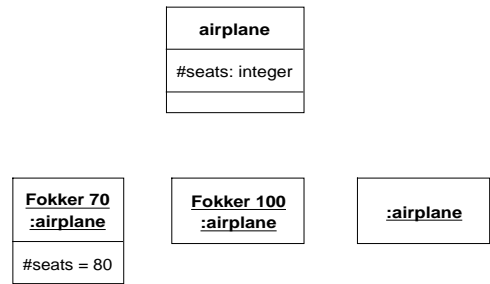 airplane
#seats: integer
Fokker 70
:airplane
#seats = 80
Fokker 100
:airplane
:airplane